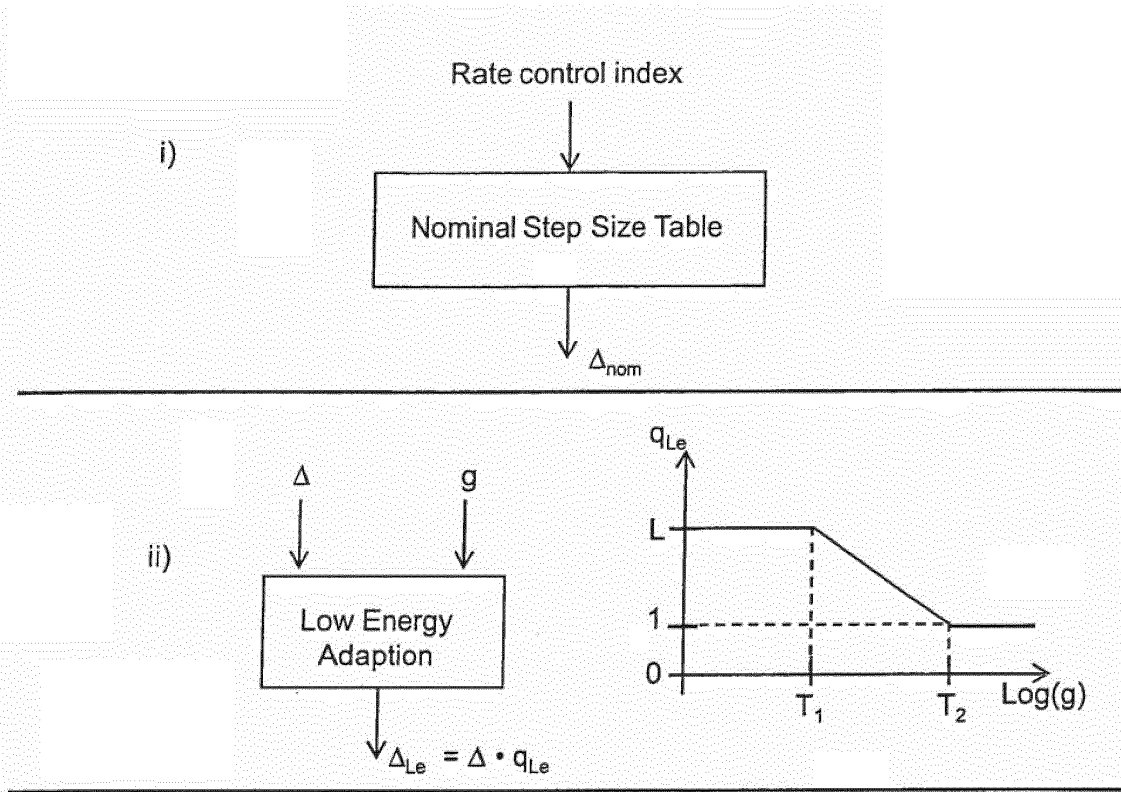 Rate control index
i)
Nominal Step Size Table
Δnom
Δ
g
ii)
Low Energy
Adaption
ΔLe = Δ • qLe
qLe
L
1
0
T1
T2
Log(g)